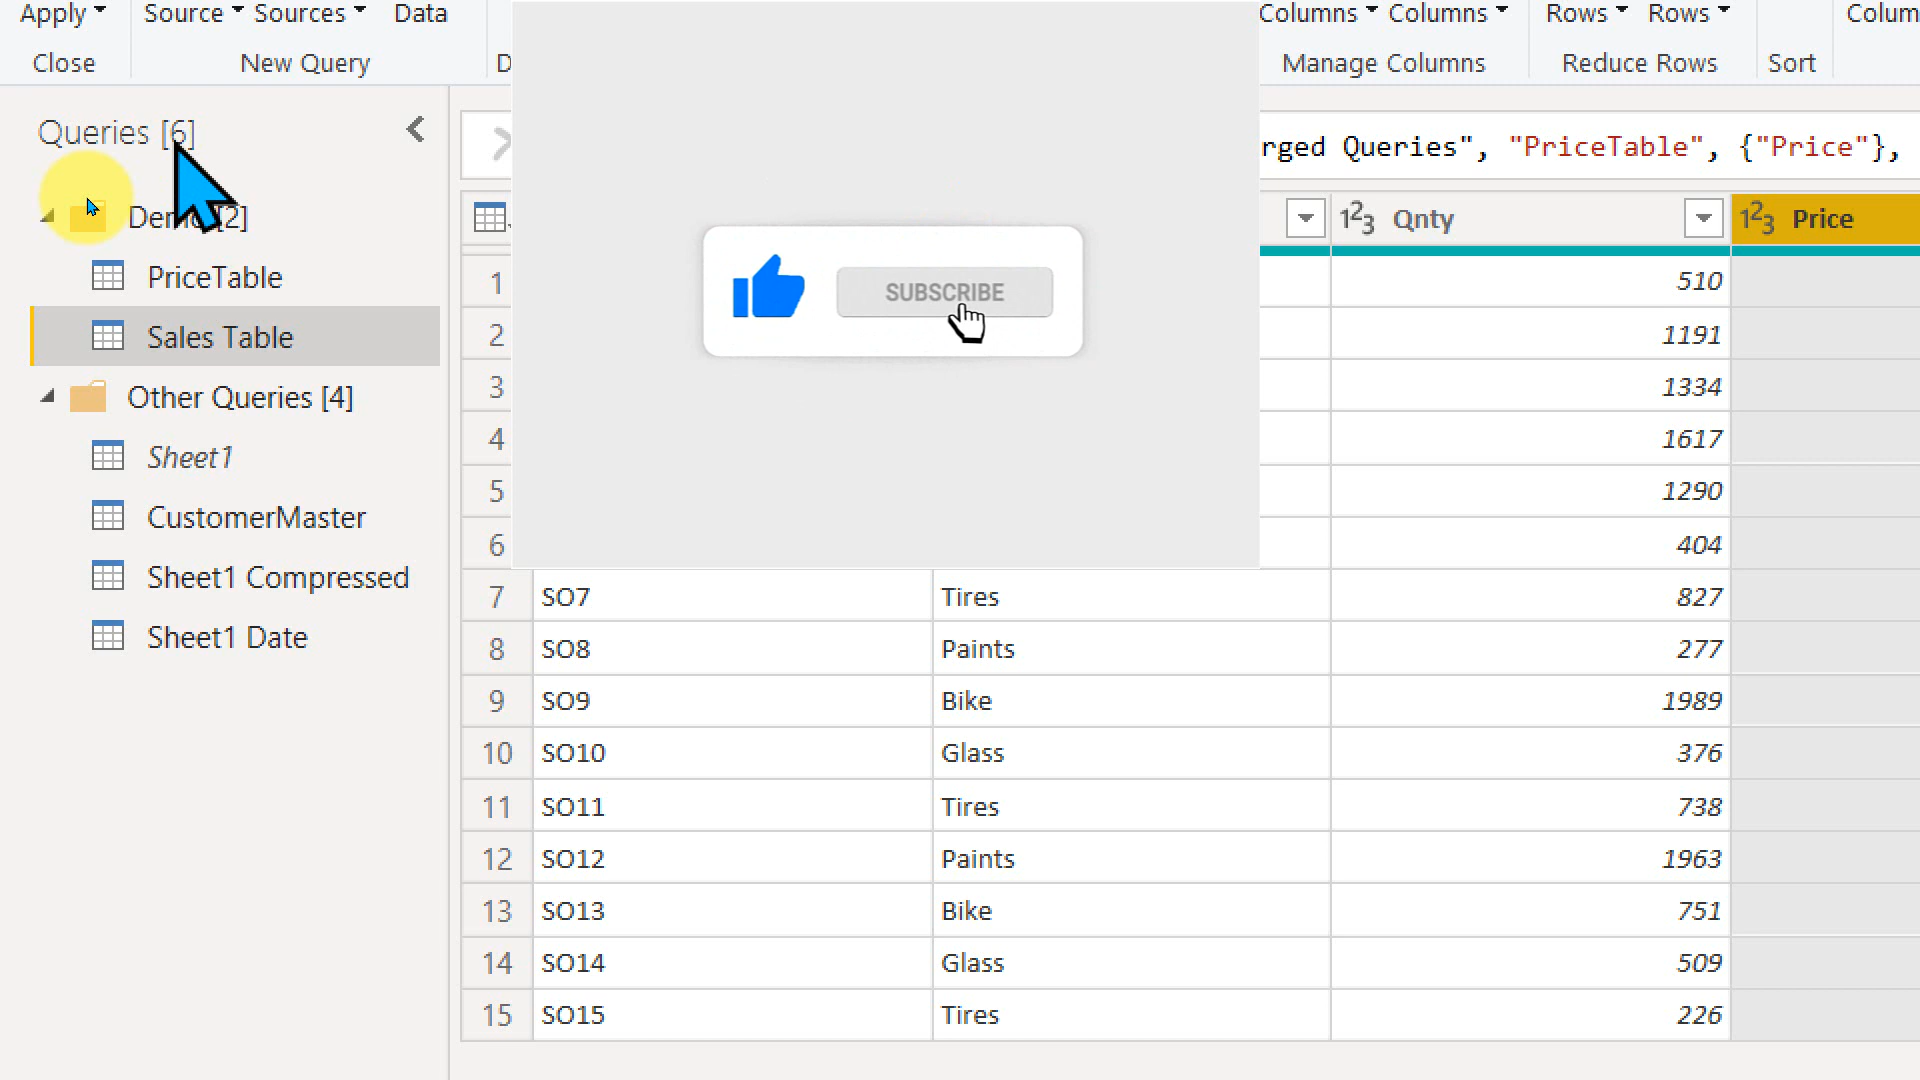 Apply Source Sources Data Columns Columns Rows Rows Colum
Close New Query D Manage Columns Reduce Rows Sort
Queries [6]
rged Queries", "PriceTable", {"Price"},
Demo [2]
1²3 Qnty 1²3 Price
PriceTable
Sales Table
Other Queries [4]
Sheet1
CustomerMaster
Sheet1 Compressed
Sheet1 Date
SUBSCRIBE
1 510
2 1191
3 1334
4 1617
5 1290
6 404
7 SO7 Tires 827
8 SO8 Paints 277
9 SO9 Bike 1989
10 SO10 Glass 376
11 SO11 Tires 738
12 SO12 Paints 1963
13 SO13 Bike 751
14 SO14 Glass 509
15 SO15 Tires 226